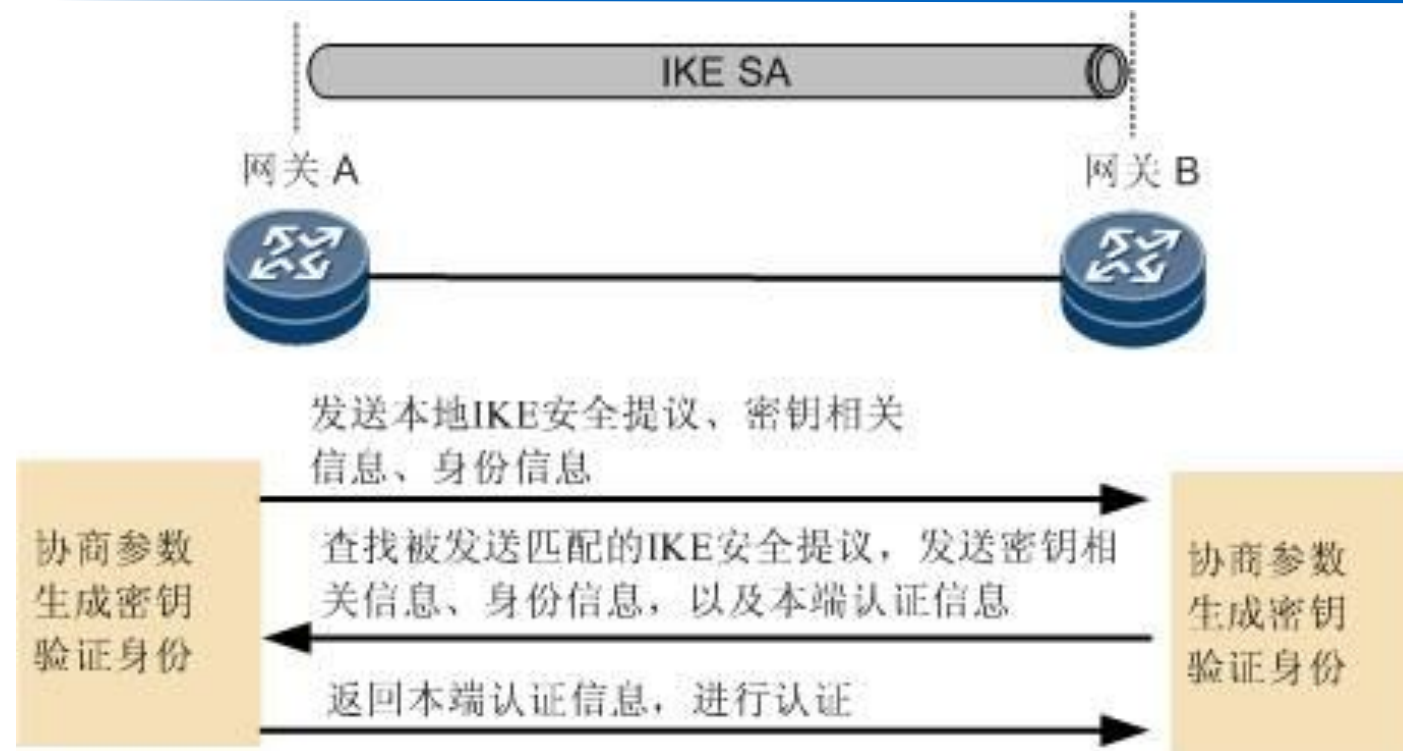 IKE SA
网关 A
网关 B
发送本地IKE安全提议、密钥相关
信息、身份信息
协商参数
生成密钥
验证身份
查找被发送匹配的IKE安全提议，发送密钥相
关信息、身份信息，以及本端认证信息
协商参数
生成密钥
验证身份
返回本端认证信息，进行认证